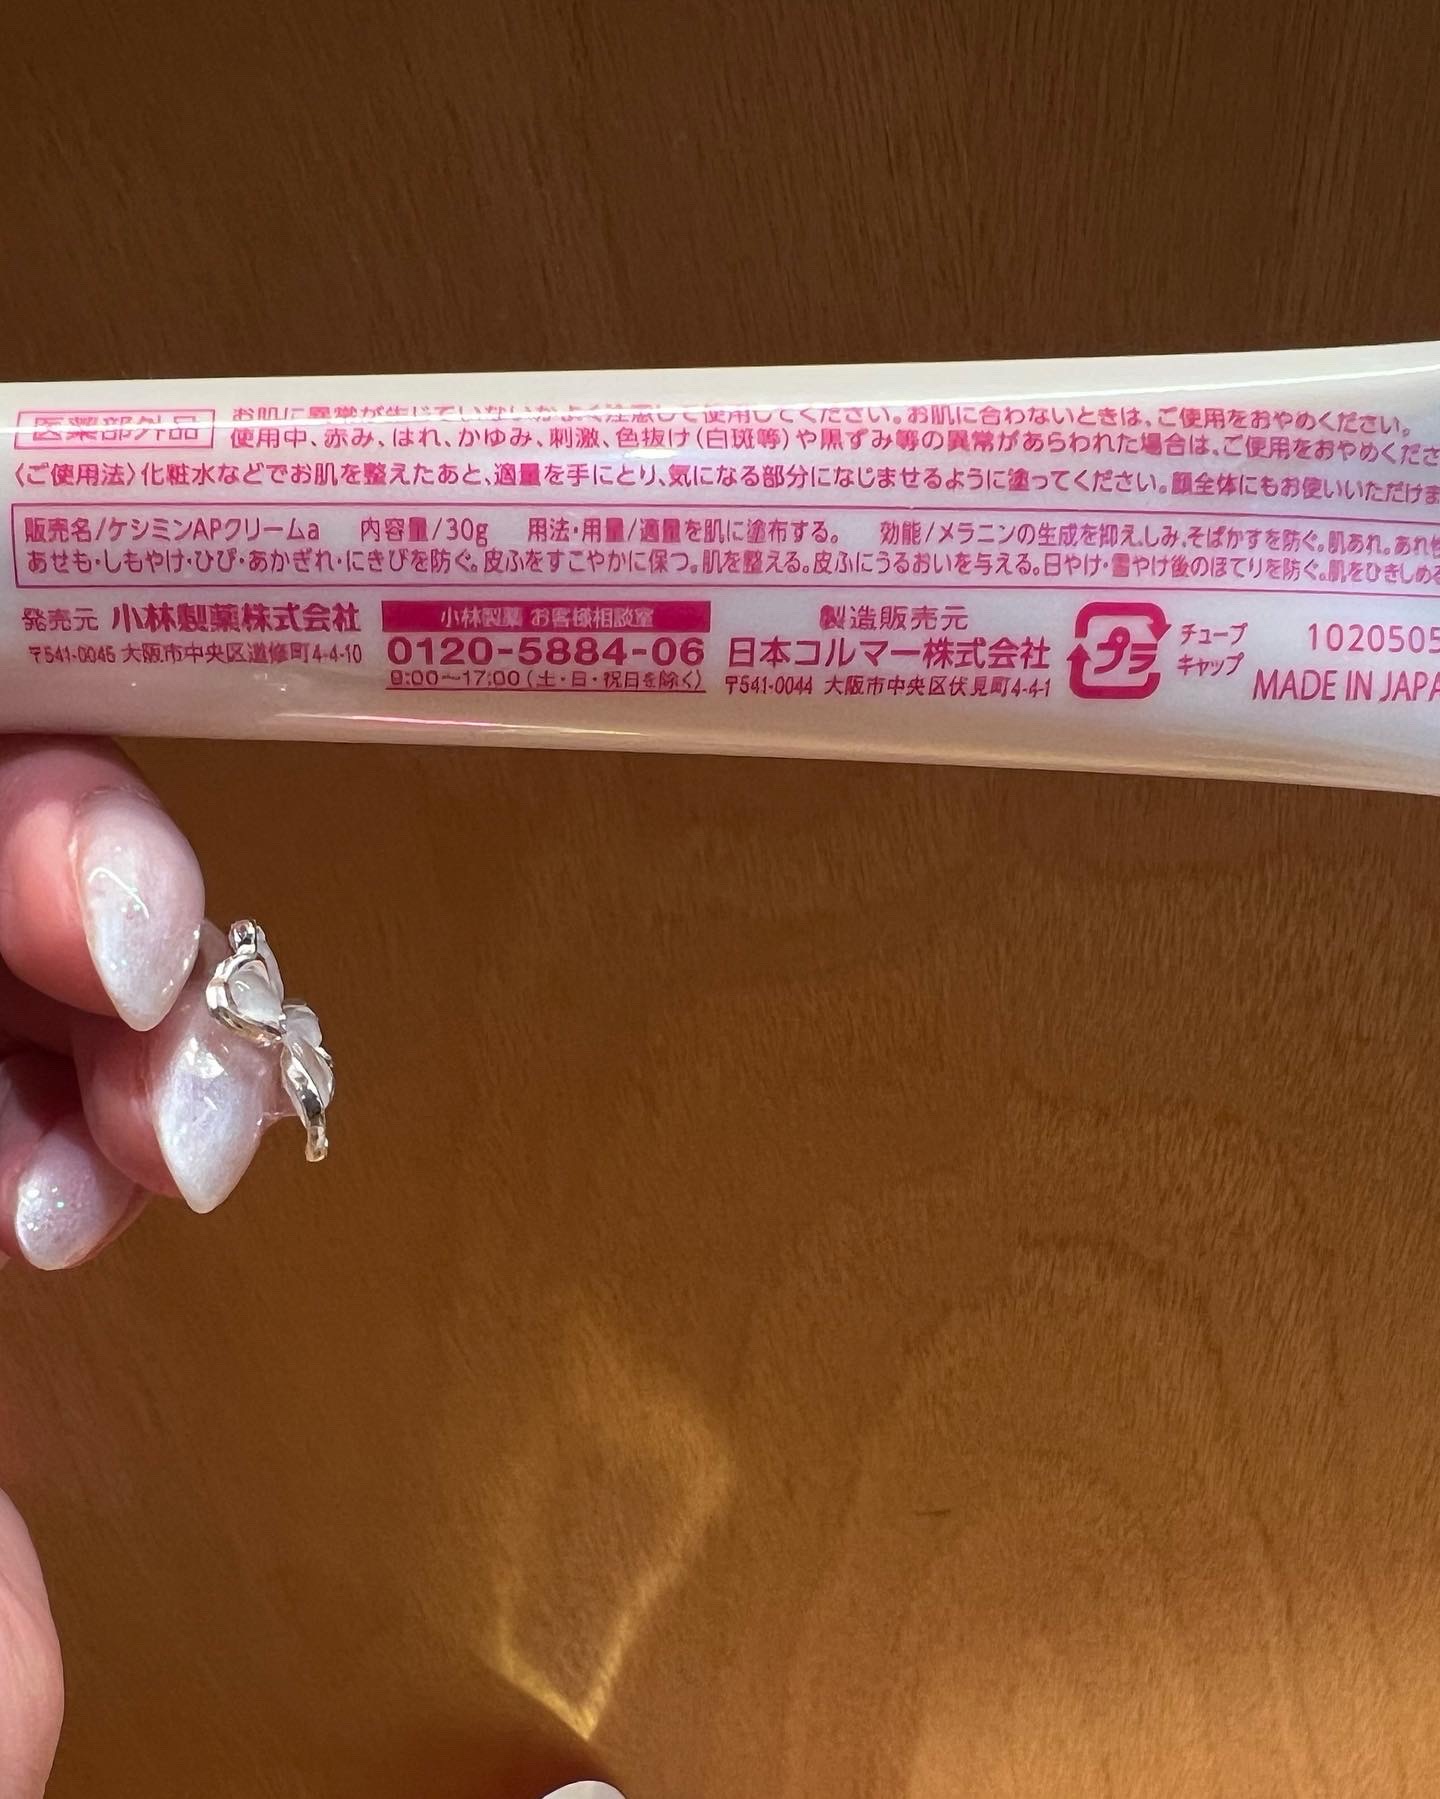 医薬部外品
お肌に異常が生じていないかよく注意して使用してください。お肌に合わないときは、ご使用をおやめください。
使用中、赤み、はれ、かゆみ、刺激、色抜け(白斑等)や黒ずみ等の異常があらわれた場合は、ご使用をおやめくださ
〈ご使用法〉化粧水などでお肌を整えたあと、適量を手にとり、気になる部分になじませるように塗ってください。顔全体にもお使いいただけま
販売名/ケシミンAPクリームa 内容量/30g 用法・用量/適量を肌に塗布する。 効能/メラニンの生成を抑え、しみ、そばかすを防ぐ。肌あれ。あれ性
あせも・しもやけ・ひび・あかぎれ・にきびを防ぐ。皮ふをすこやかに保つ。肌を整える。皮ふにうるおいを与える。日やけ・雪やけ後のほてりを防ぐ。肌をひきしめる
発売元 小林製薬株式会社
〒541-0045 大阪市中央区道修町4-4-10
小林製薬 お客様相談室
0120-5884-06
9:00〜17:00(土・日・祝日を除く)
製造販売元
日本コルマー株式会社
〒541-0044 大阪市中央区伏見町4-4-1
プラ
チューブ
キャップ
1020505
MADE IN JAPA